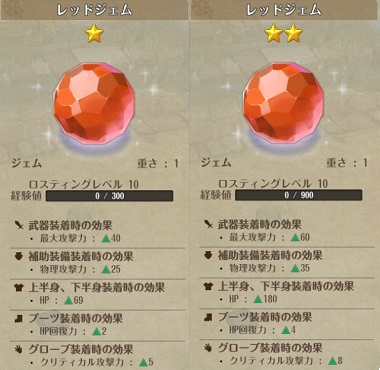 レッドジェム
ジェム 重さ : 1
ロスティングレベル 10
経験値 0 / 300
武器装着時の効果
・ 最大攻撃力 : ▲40
補助装備装着時の効果
・ 物理攻撃力 : ▲25
上半身、下半身装着時の効果
・ HP : ▲69
ブーツ装着時の効果
・ HP回復力 : ▲2
グローブ装着時の効果
・ クリティカル攻撃力 : ▲5
レッドジェム
ジェム 重さ : 1
ロスティングレベル 10
経験値 0 / 900
武器装着時の効果
・ 最大攻撃力 : ▲60
補助装備装着時の効果
・ 物理攻撃力 : ▲35
上半身、下半身装着時の効果
・ HP : ▲180
ブーツ装着時の効果
・ HP回復力 : ▲4
グローブ装着時の効果
・ クリティカル攻撃力 : ▲8